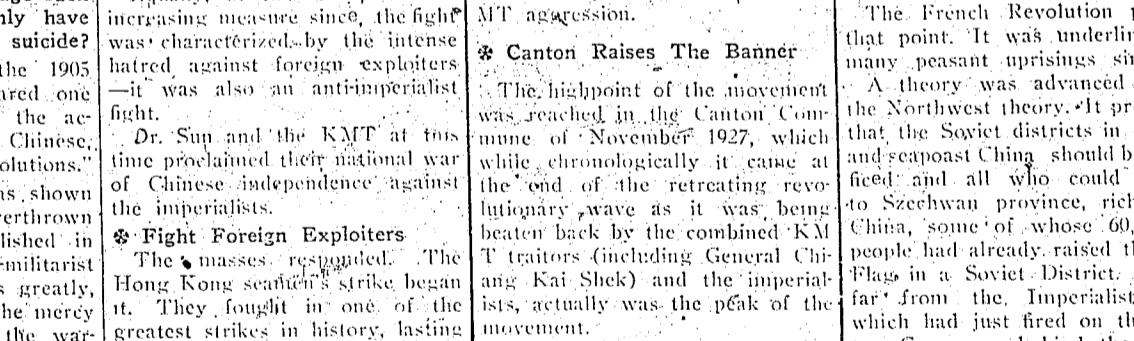 nly have
suicide?
the 1905
ared one
the ac-
Chinese,
olutions."
as shown
erthrown
lished in
-militarist
s greatly,
he mercy
the war-
increasing measure since, the fight
was characterized by the intense
hatred against foreign exploiters
—it was also an anti-imperialist
fight.
Dr. Sun and the KMT at this
time proclaimed their national war
of Chinese independence against
the imperialists.
✠ Fight Foreign Exploiters
The masses responded. The
Hong Kong seamen's strike began
it. They fought in one of the
greatest strikes in history, lasting
KMT aggression.
✠ Canton Raises The Banner
The highpoint of the movement
was reached in the Canton Com-
mune of November 1927, which
while chronologically it came at
the end of the retreating revo-
lutionary wave as it was being
beaten back by the combined KM
T traitors (including General Chi-
ang Kai Shek) and the imperial-
ists, actually was the peak of the
movement.
The French Revolution
that point. It was underlin
many peasant uprisings sin
A theory was advanced
the Northwest theory. It pr
that the Soviet districts in
and seapoast China should b
ficed and all who could
to Szechwan province, rich
China, some of whose 60,
people had already raised th
Flag in a Soviet District.
far from the Imperialist
which had just fired on th